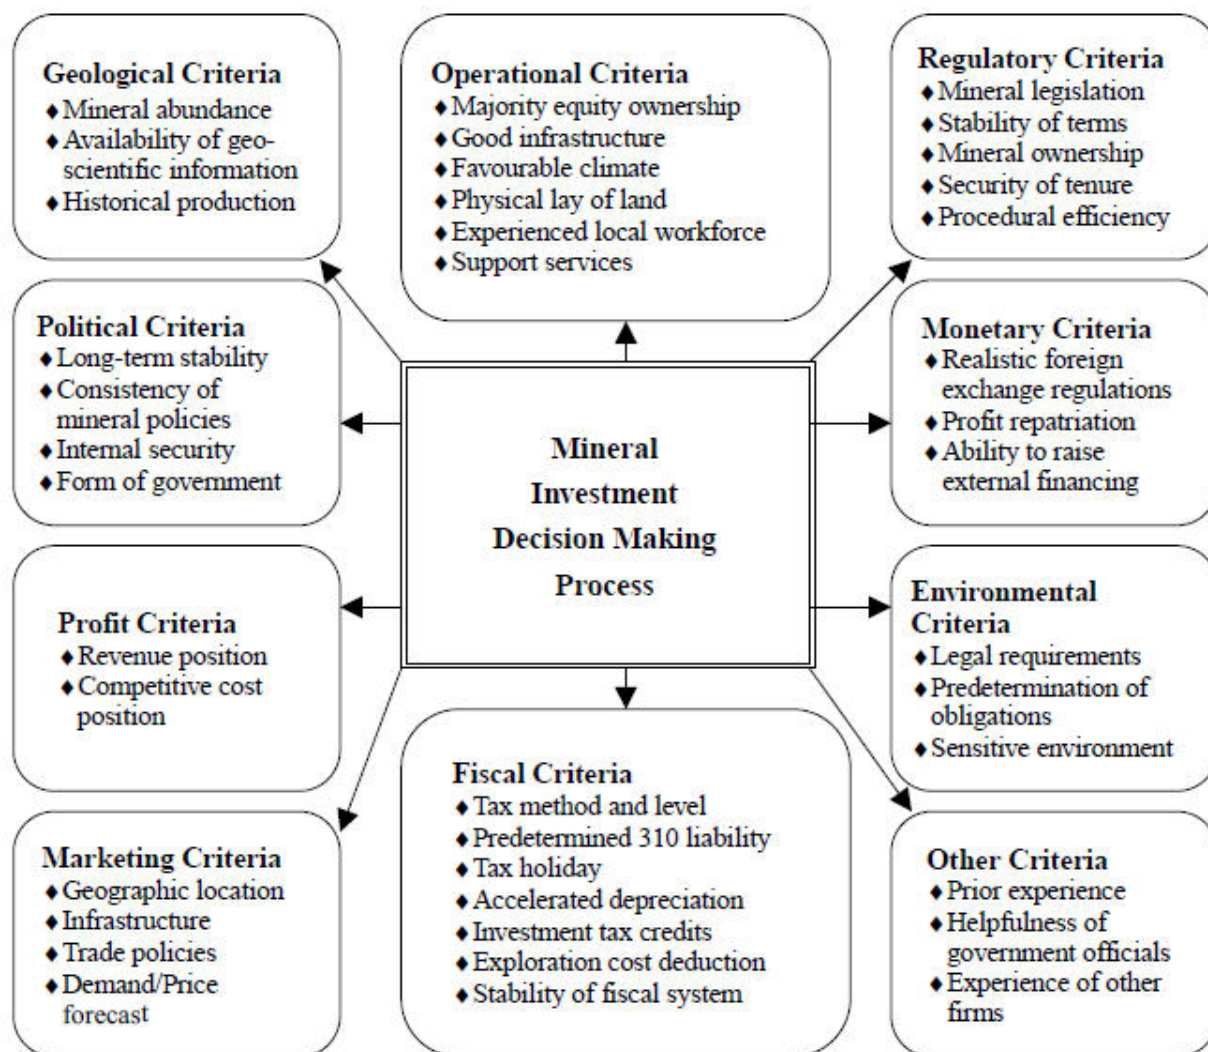 Geological Criteria
♦ Mineral abundance
♦ Availability of geo-
scientific information
♦ Historical production
Operational Criteria
♦ Majority equity ownership
♦ Good infrastructure
♦ Favourable climate
♦ Physical lay of land
♦ Experienced local workforce
♦ Support services
Regulatory Criteria
♦ Mineral legislation
♦ Stability of terms
♦ Mineral ownership
♦ Security of tenure
♦ Procedural efficiency
Political Criteria
♦ Long-term stability
♦ Consistency of
mineral policies
♦ Internal security
♦ Form of government
Mineral
Investment
Decision Making
Process
Monetary Criteria
♦ Realistic foreign
exchange regulations
♦ Profit repatriation
♦ Ability to raise
external financing
Profit Criteria
♦ Revenue position
♦ Competitive cost
position
Environmental
Criteria
♦ Legal requirements
♦ Predetermination of
obligations
♦ Sensitive environment
Marketing Criteria
♦ Geographic location
♦ Infrastructure
♦ Trade policies
♦ Demand/Price
forecast
Fiscal Criteria
♦ Tax method and level
♦ Predetermined 310 liability
♦ Tax holiday
♦ Accelerated depreciation
♦ Investment tax credits
♦ Exploration cost deduction
♦ Stability of fiscal system
Other Criteria
♦ Prior experience
♦ Helpfulness of
government officials
♦ Experience of other
firms